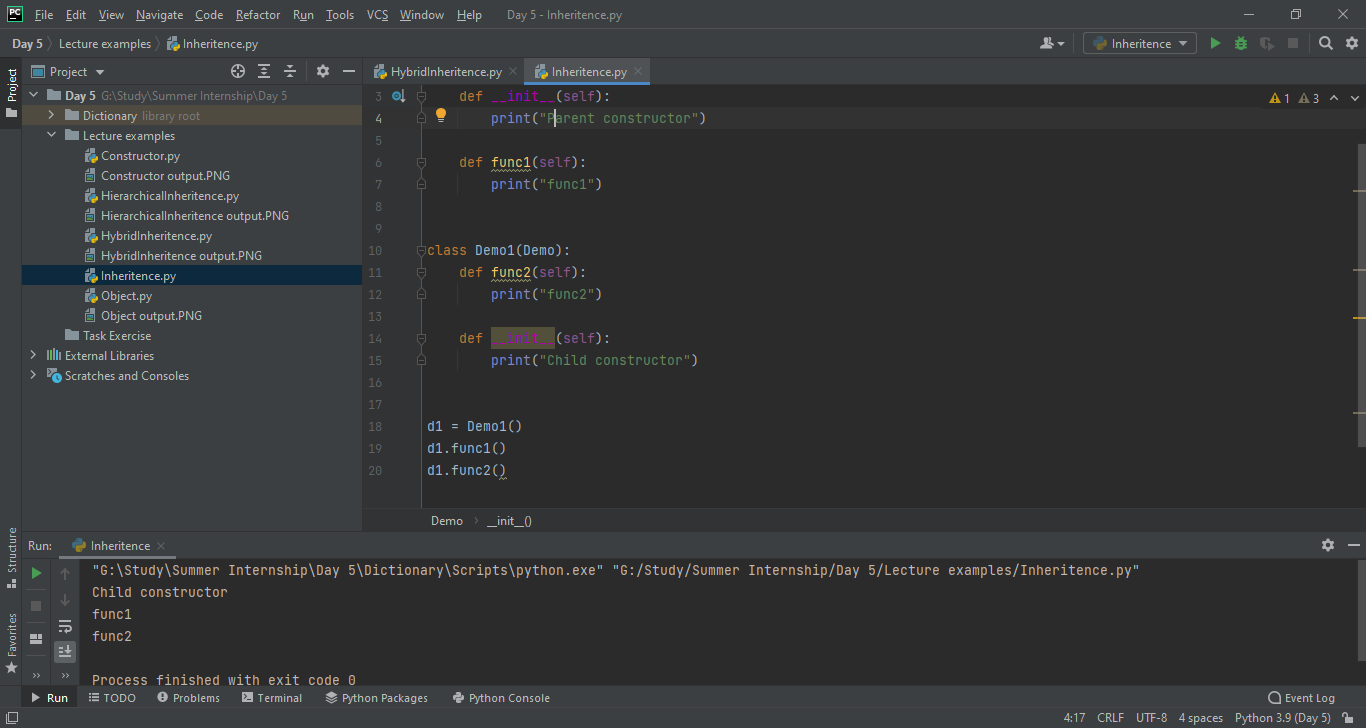 PC File Edit View Navigate Code Refactor Run Tools VCS Window Help Day 5 - Inheritence.py
Day 5 Lecture examples Inheritence.py Inheritence
Project
Project
Day 5 G:\Study\Summer Internship\Day 5
Dictionary library root
Lecture examples
Constructor.py
Constructor output.PNG
HierarchicalInheritence.py
HierarchicalInheritence output.PNG
HybridInheritence.py
HybridInheritence output.PNG
Inheritence.py
Object.py
Object output.PNG
Task Exercise
External Libraries
Scratches and Consoles
HybridInheritence.py Inheritence.py
1 3
3 def __init__(self):
4 print("Parent constructor")
5
6 def func1(self):
7 print("func1")
8
9
10 class Demo1(Demo):
11 def func2(self):
12 print("func2")
13
14 def __init__(self):
15 print("Child constructor")
16
17
18 d1 = Demo1()
19 d1.func1()
20 d1.func2()
Demo __init__()
Structure
Favorites
Run: Inheritence
"G:\Study\Summer Internship\Day 5\Dictionary\Scripts\python.exe" "G:/Study/Summer Internship/Day 5/Lecture examples/Inheritence.py"
Child constructor
func1
func2
Process finished with exit code 0
Run TODO Problems Terminal Python Packages Python Console Event Log
4:17 CRLF UTF-8 4 spaces Python 3.9 (Day 5)